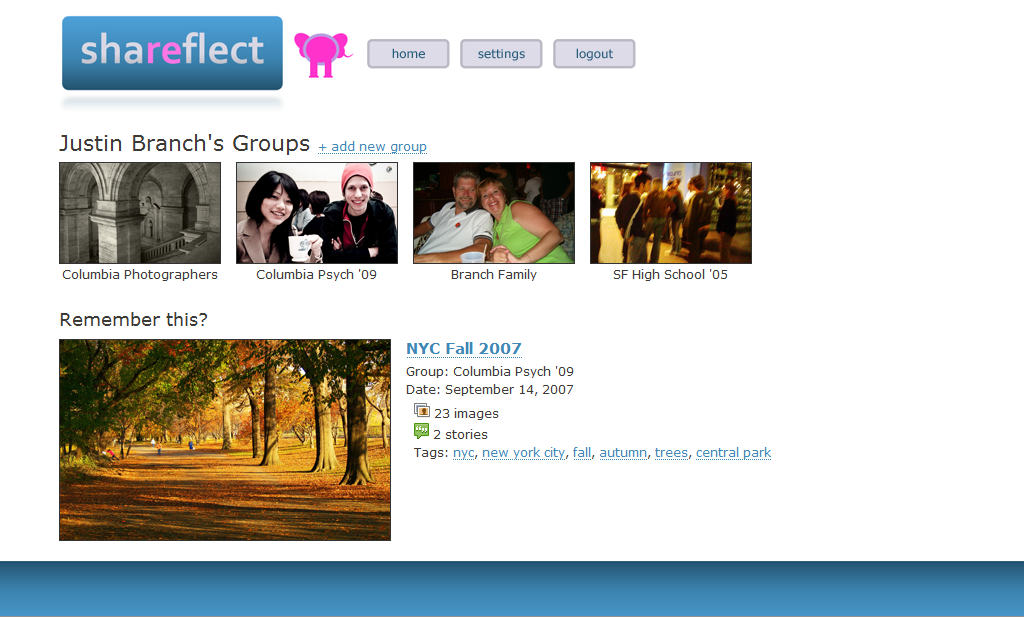 shareflect
home
settings
logout
Justin Branch's Groups + add new group
Columbia Photographers
Columbia Psych '09
Branch Family
SF High School '05
Remember this?
NYC Fall 2007
Group: Columbia Psych '09
Date: September 14, 2007
23 images
2 stories
Tags: nyc, new york city, fall, autumn, trees, central park